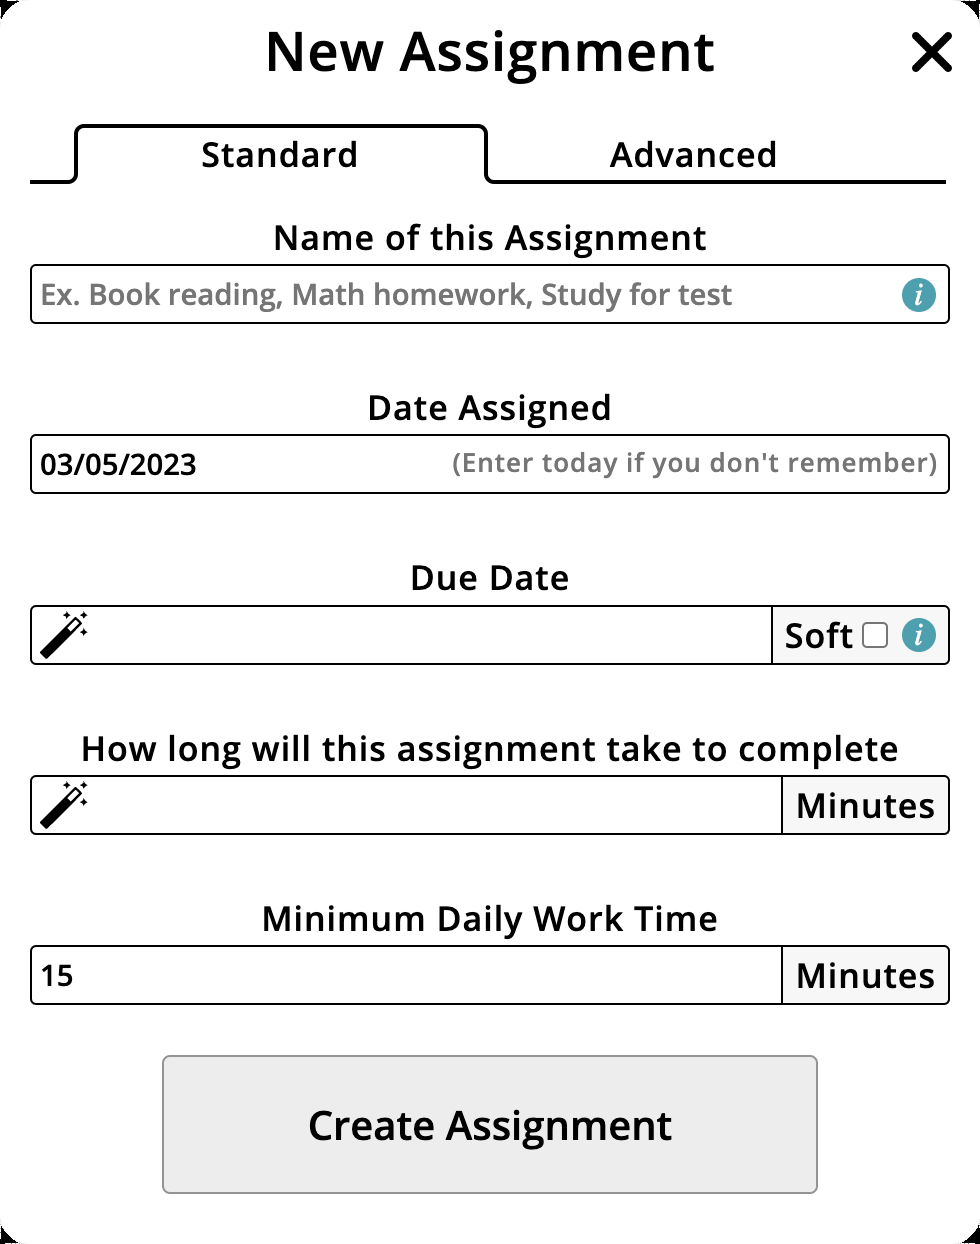 New Assignment
Standard Advanced
Name of this Assignment
Ex. Book reading, Math homework, Study for test i
Date Assigned
03/05/2023 (Enter today if you don't remember)
Due Date
Soft i
How long will this assignment take to complete
Minutes
Minimum Daily Work Time
15 Minutes
Create Assignment